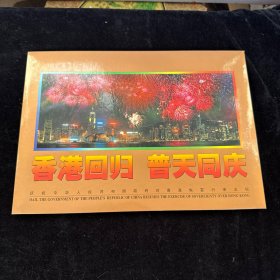 香港回归 普天同庆
HAIL THE GOVERNMENT OF THE PEOPLE'S REPUBLIC OF CHINA RESUMES THE EXERCISE OF SOVEREIGNTY OVER HONG KONG